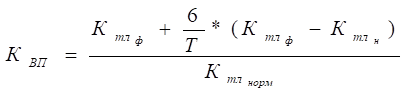 К ВП = (К тл ф + 6/Т * (К тл ф − К тл н)) / К тл норм